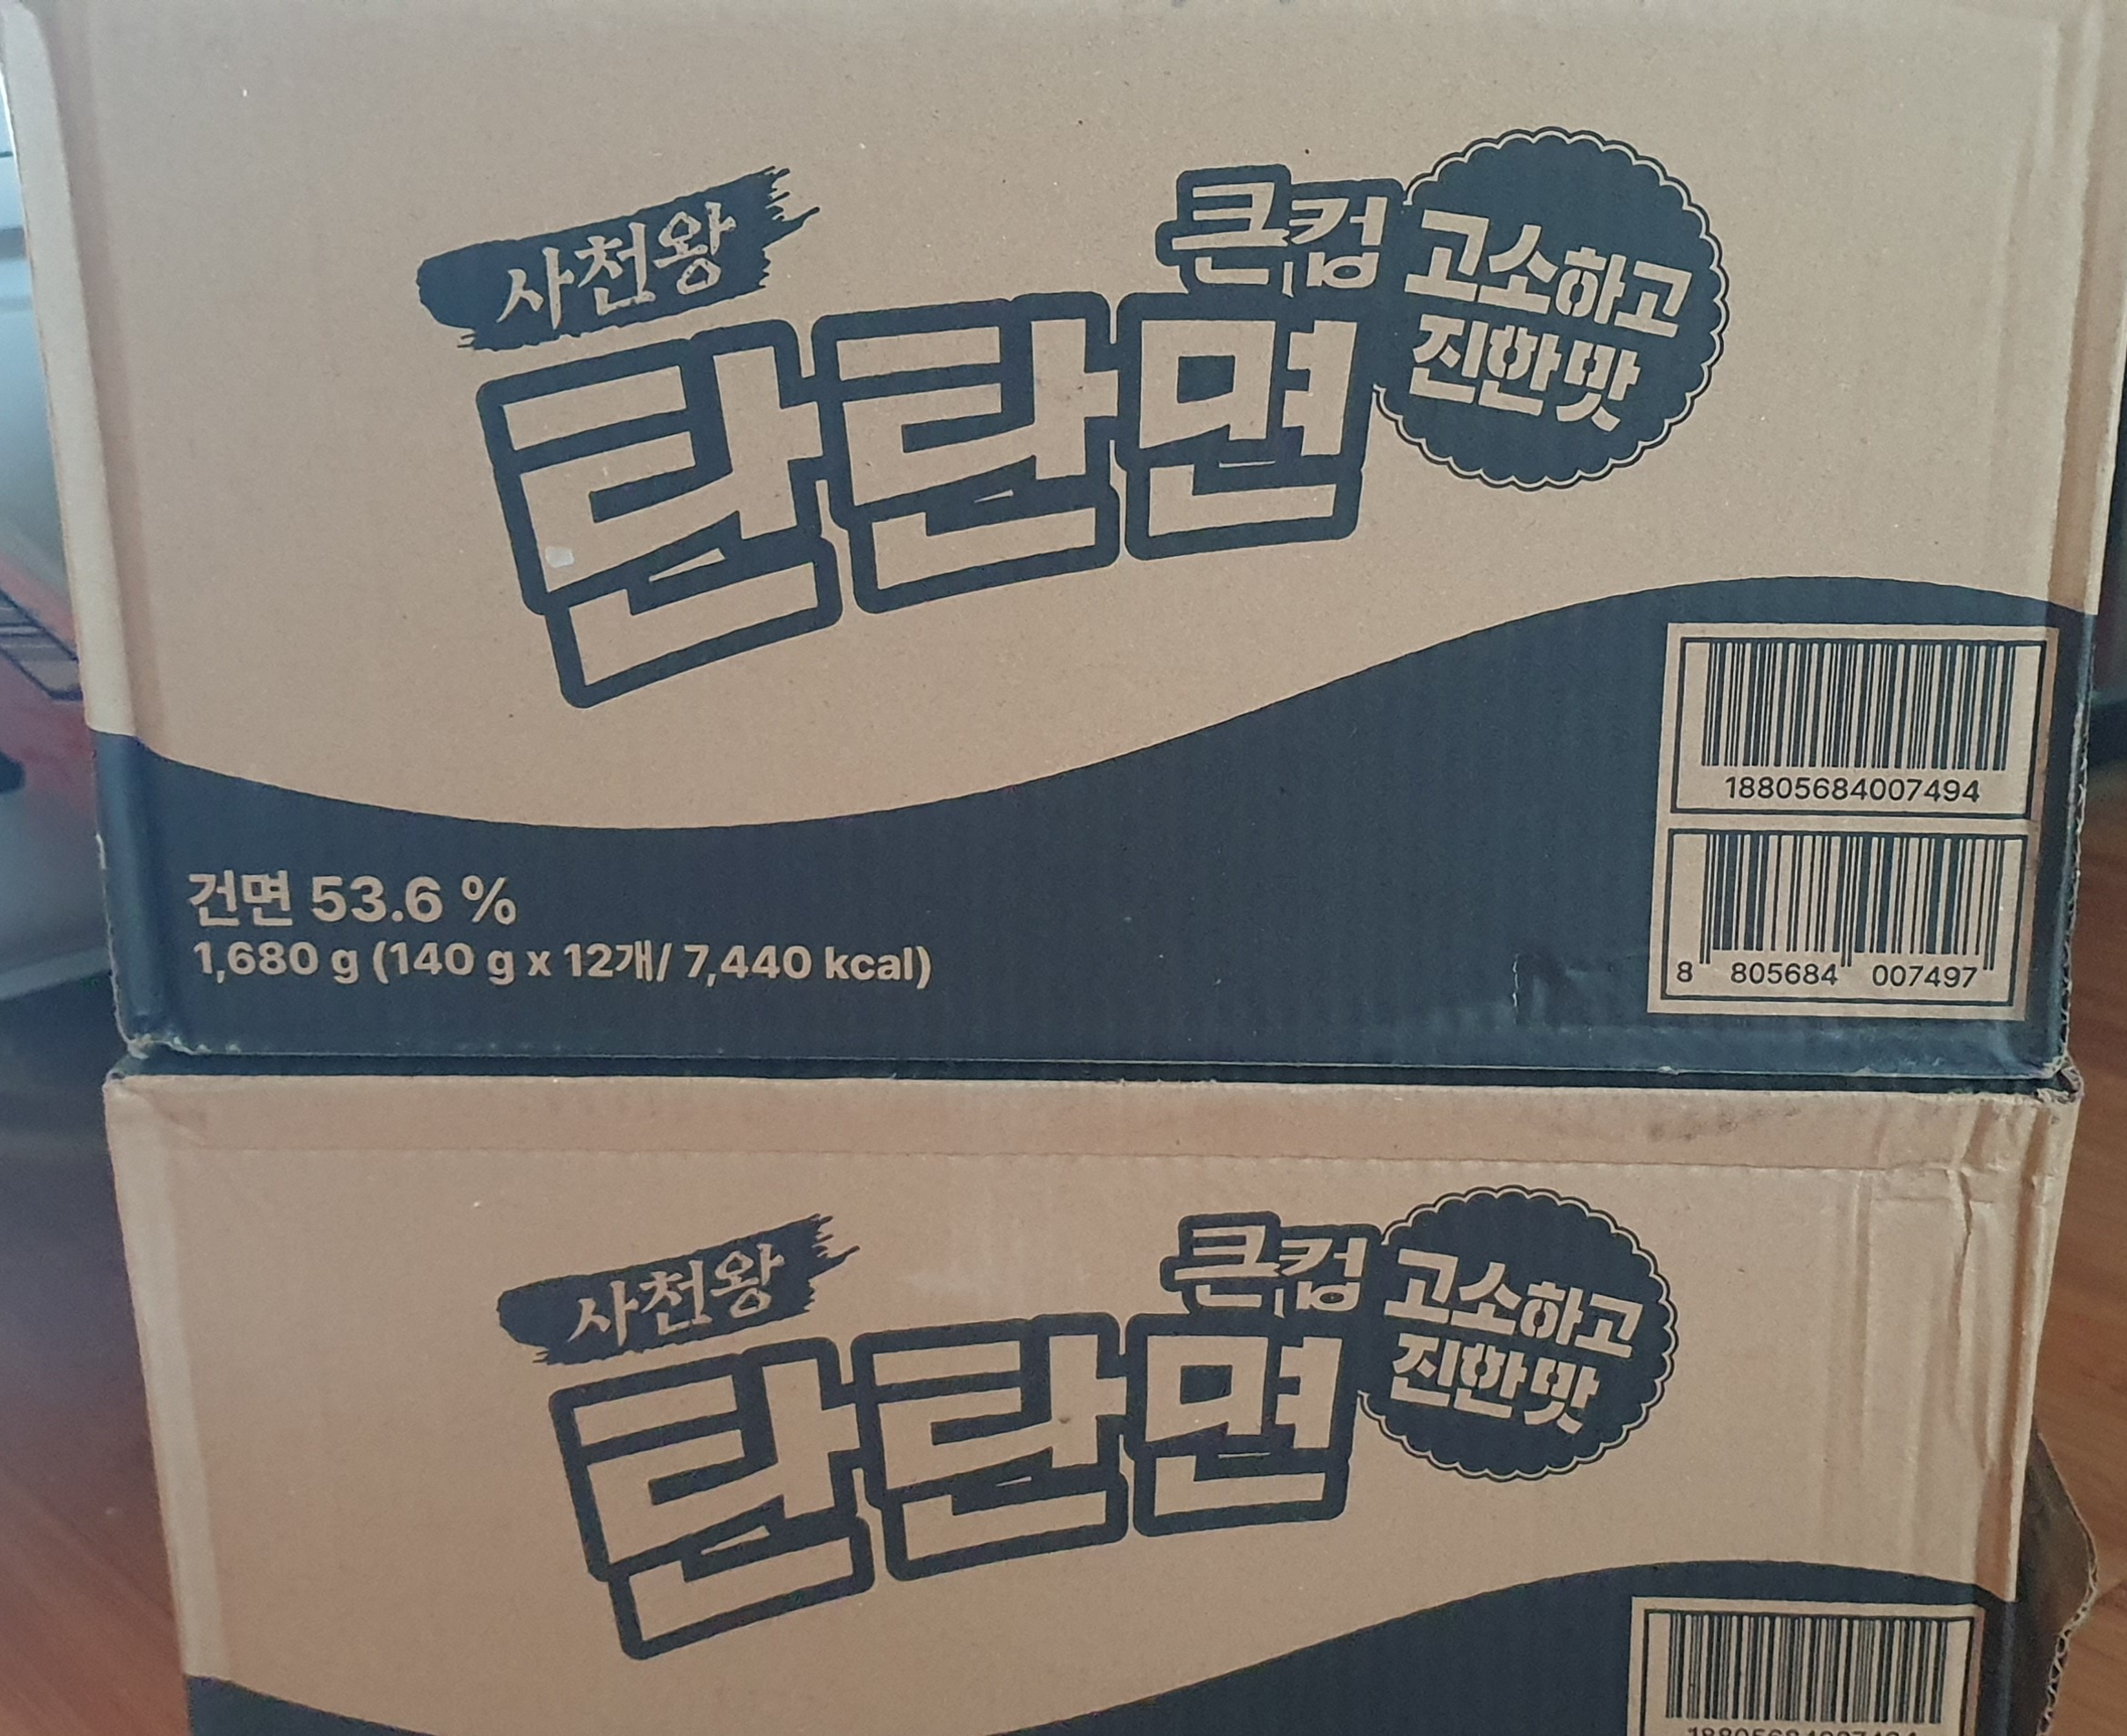 사천왕
큰컵
탄탄면
고소하고
진한맛
18805684007494
건면 53.6 %
1,680 g (140 g x 12개/ 7,440 kcal)
8 805684 007497
사천왕
큰컵
탄탄면
고소하고
진한맛